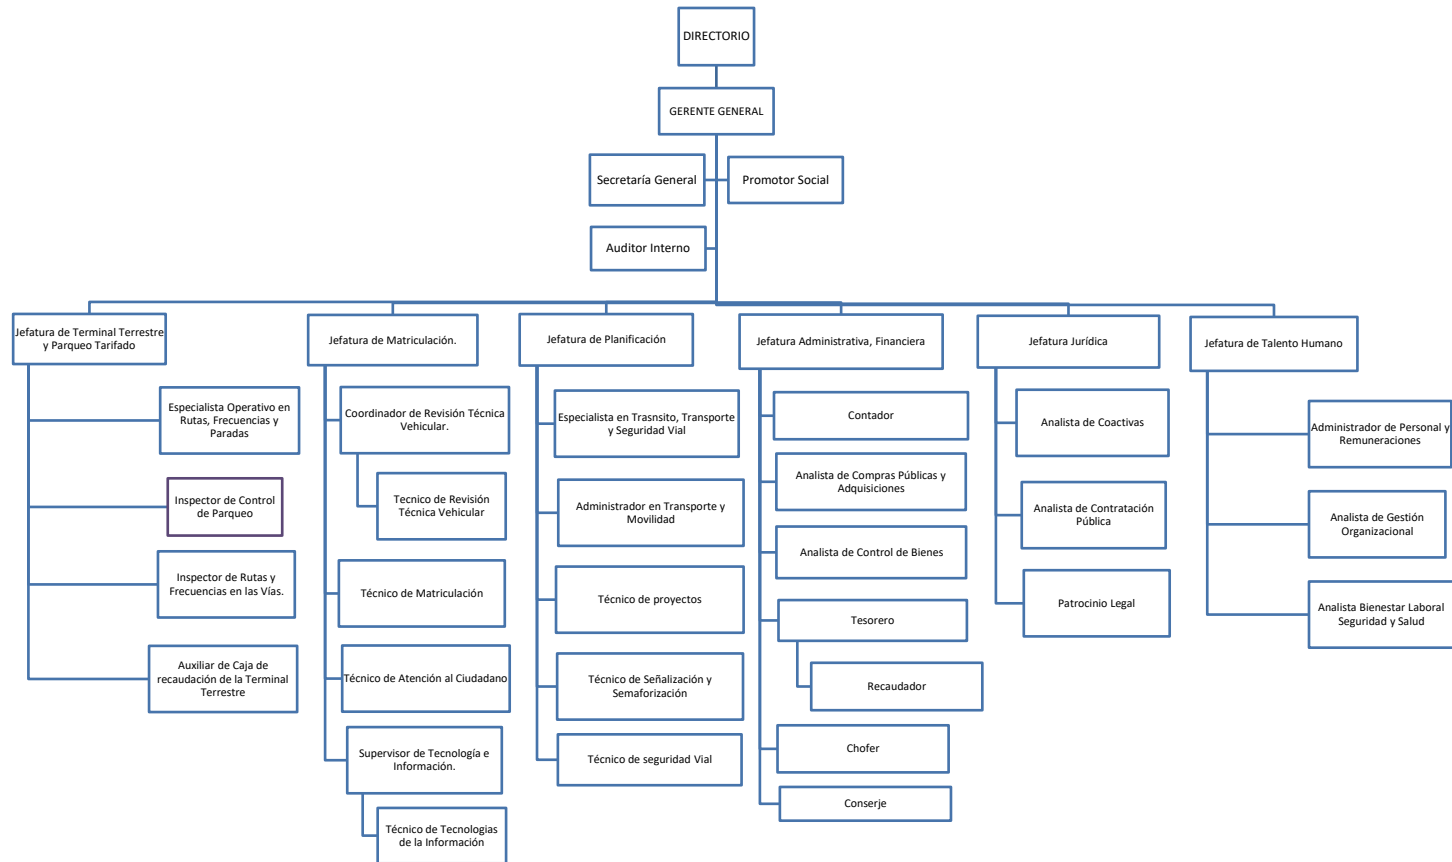 DIRECTORIO
GERENTE GENERAL
Secretaría General
Promotor Social
Auditor Interno
Jefatura de Terminal Terrestre
y Parqueo Tarifado
Especialista Operativo en
Rutas, Frecuencias y
Paradas
Inspector de Control
de Parqueo
Inspector de Rutas y
Frecuencias en las Vías.
Auxiliar de Caja de
recaudación de la Terminal
Terrestre
Jefatura de Matriculación.
Coordinador de Revisión Técnica
Vehicular.
Tecnico de Revisión
Técnica Vehicular
Técnico de Matriculación
Técnico de Atención al Ciudadano
Supervisor de Tecnología e
Información.
Técnico de Tecnologias
de la Información
Jefatura de Planificación
Especialista en Trasnsito, Transporte
y Seguridad Vial
Administrador en Transporte y
Movilidad
Técnico de proyectos
Técnico de Señalización y
Semaforización
Técnico de seguridad Vial
Jefatura Administrativa, Financiera
Contador
Analista de Compras Públicas y
Adquisiciones
Analista de Control de Bienes
Tesorero
Recaudador
Chofer
Conserje
Jefatura Jurídica
Analista de Coactivas
Analista de Contratación
Pública
Patrocinio Legal
Jefatura de Talento Humano
Administrador de Personal y
Remuneraciones
Analista de Gestión
Organizacional
Analista Bienestar Laboral
Seguridad y Salud